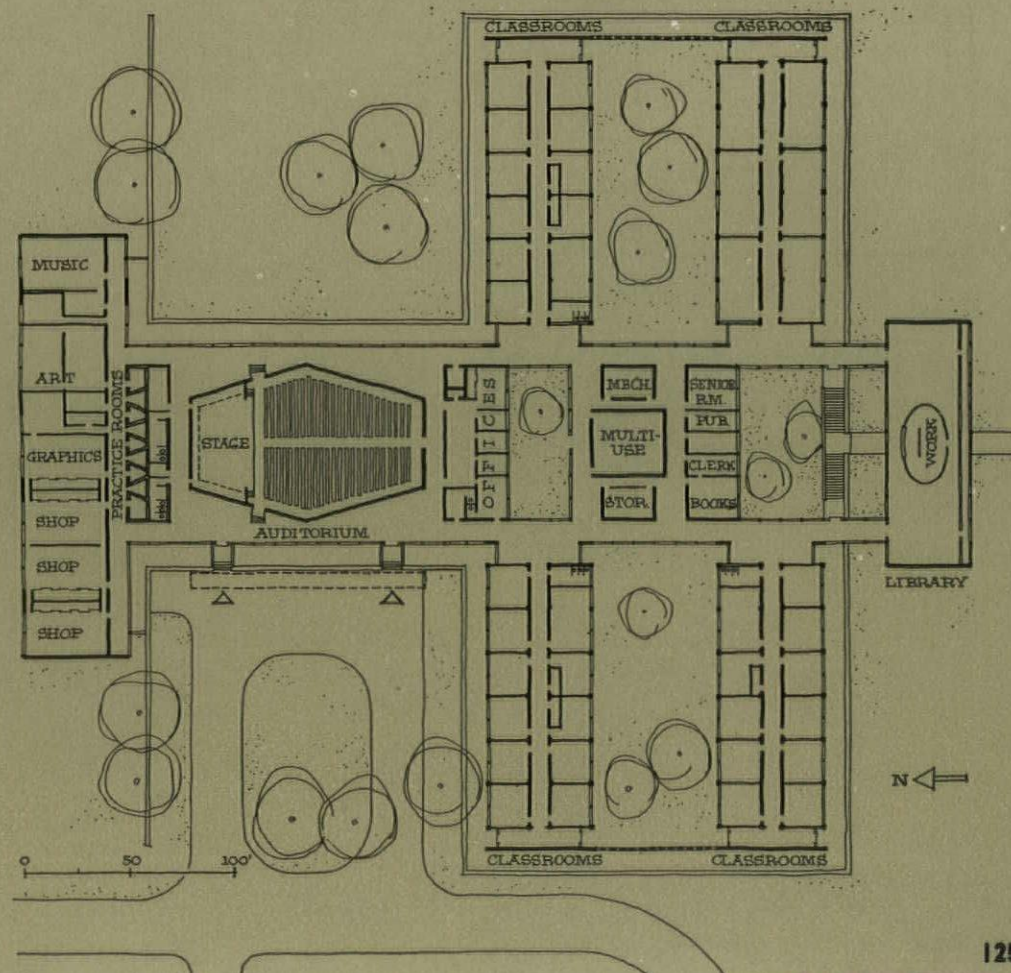 CLASSROOMS CLASSROOMS
MUSIC
ART
PRACTICE ROOMS
GRAPHICS
SHOP
SHOP
SHOP
STAGE
AUDITORIUM
OFFICES
MECH.
MULTI-
USE
STOR.
SENIOR
RM.
PUB.
CLERK
BOOKS
WORK
LIBRARY
N
0 50 100'
CLASSROOMS CLASSROOMS
125